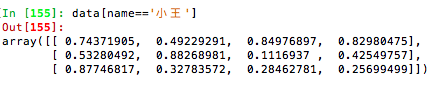 In [155]: data[name=='小王']
Out[155]:
array([[ 0.74371905,  0.49229291,  0.84976897,  0.82980475],
       [ 0.53280492,  0.88268981,  0.1116937 ,  0.42549757],
       [ 0.87746817,  0.32783572,  0.28462781,  0.25699499]])